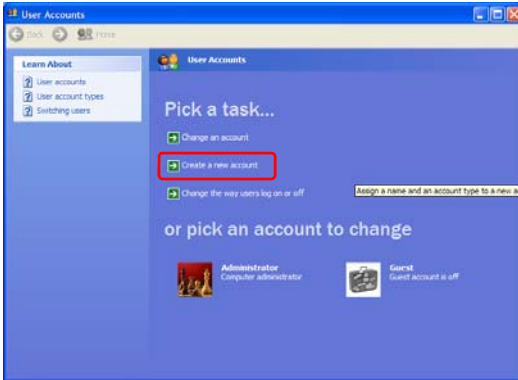 User Accounts
Back
Home
Learn About
User accounts
User account types
Switching users
User Accounts
Pick a task...
Change an account
Create a new account
Change the way users log on or off
Assign a name and an account type to a new a
or pick an account to change
Administrator
Computer administrator
Guest
Guest account is off